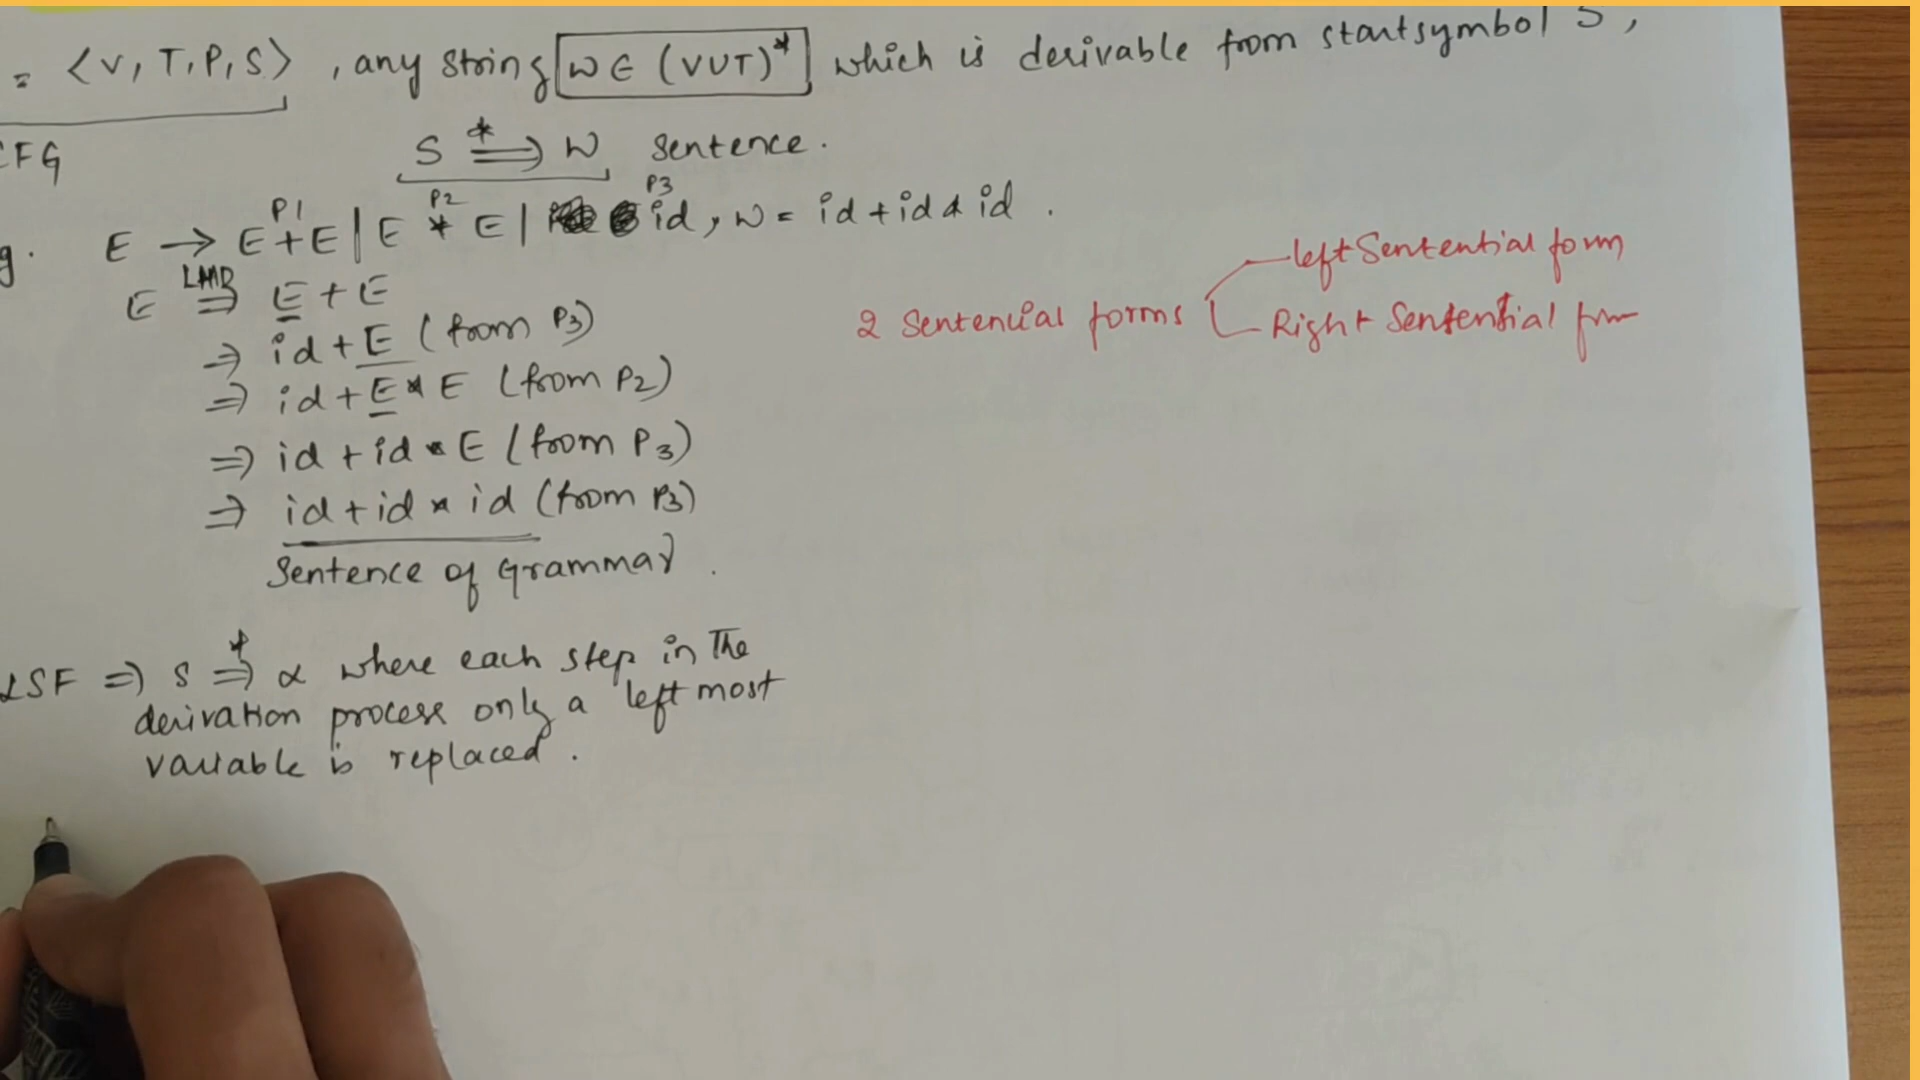 = ⟨V, T, P, S⟩, any string w ∈ (VUT)* which is derivable from startsymbol S,
CFG
S *⇒ w sentence.
P1 P2 P3
g. E → E+E | E * E | id, w = id + id * id.
E LMD⇒ E + E
⇒ id + E (from P3)
⇒ id + E * E (from P2)
⇒ id + id * E (from P3)
⇒ id + id * id (from P3)
Sentence of Grammar.
2 Sentencial forms
left Sentential form
Right Sentential form
LSF ⇒ S *⇒ α where each step in The
derivation process only a left most
variable is replaced.